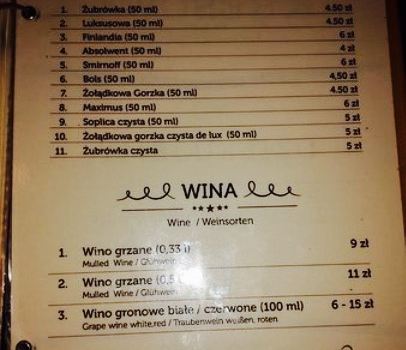 1. Żubrówka (50 ml) 4.50 zł
2. Luksusowa (50 ml) 4.50 zł
3. Finlandia (50 ml) 6 zł
4. Absolwent (50 ml) 4 zł
5. Smirnoff (50 ml) 6 zł
6. Bols (50 ml) 4,50 zł
7. Żołądkowa Gorzka (50 ml) 4.50 zł
8. Maximus (50 ml) 6 zł
9. Soplica czysta (50 ml) 5 zł
10. Żołądkowa gorzka czysta de lux (50 ml) 5 zł
11. Żubrówka czysta 5 zł
WINA
Wine / Weinsorten
1. Wino grzane (0,33 l) 9 zł
Mulled Wine / Glühwein
2. Wino grzane (0,5 11 zł
Mulled Wine / Glühwein
3. Wino gronowe białe / czerwone (100 ml) 6 - 15 zł
Grape wine white,red / Traubenwein weißen, roten